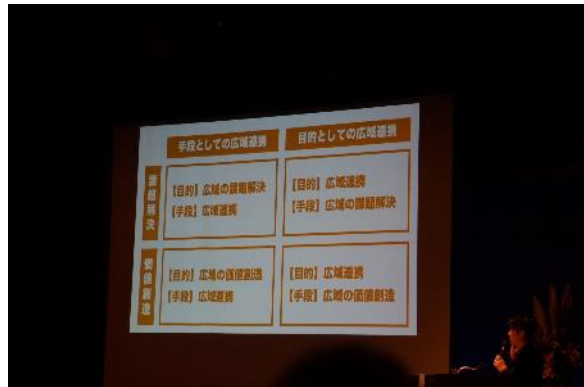 手段としての広域連携
目的としての広域連携
課題解決
【目的】広域の課題解決
【手段】広域連携
【目的】広域連携
【手段】広域の課題解決
価値創造
【目的】広域の価値創造
【手段】広域連携
【目的】広域連携
【手段】広域の価値創造